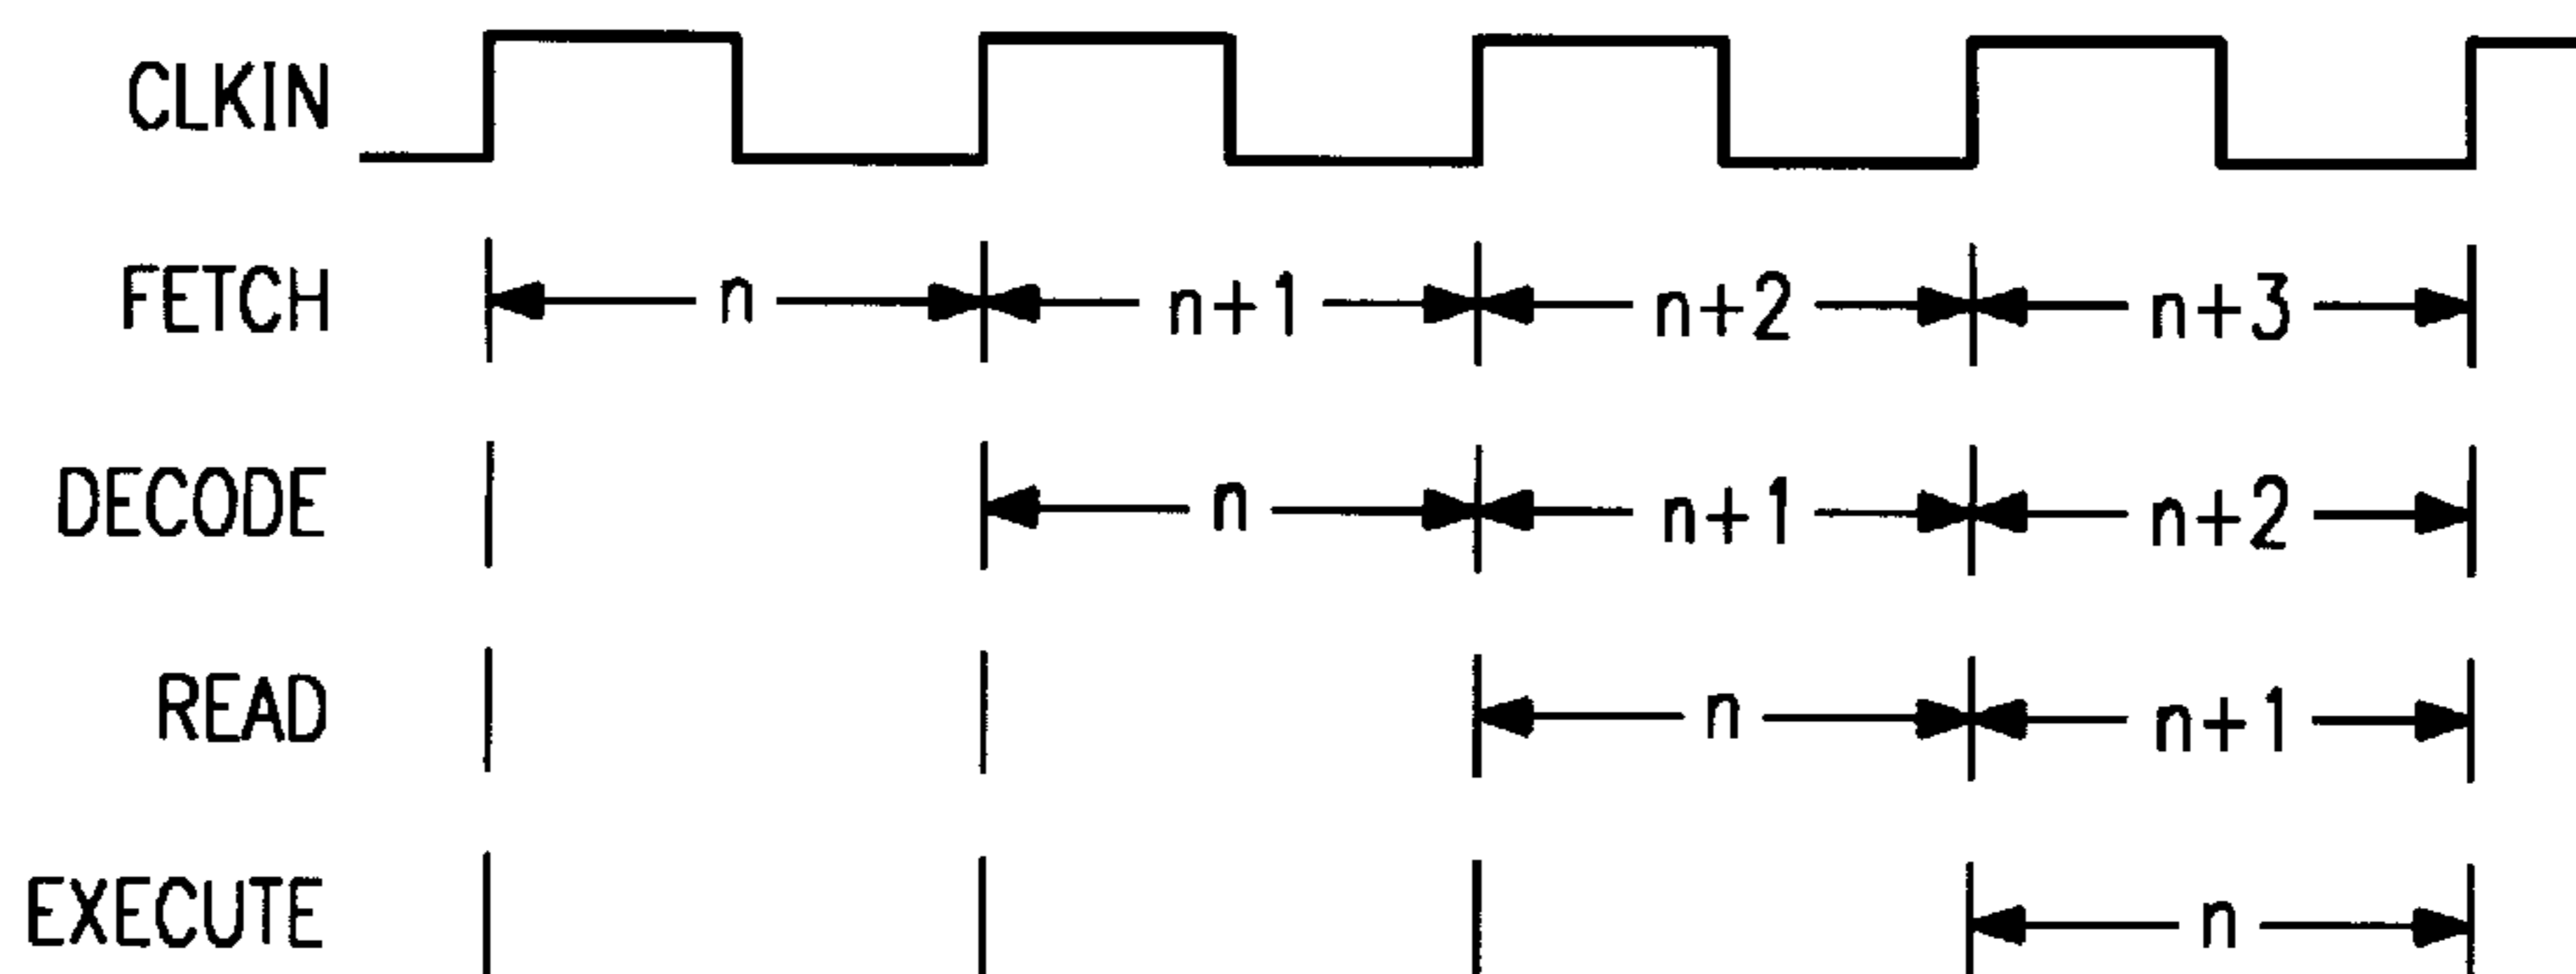 CLKIN
FETCH n n+1 n+2 n+3
DECODE n n+1 n+2
READ n n+1
EXECUTE n